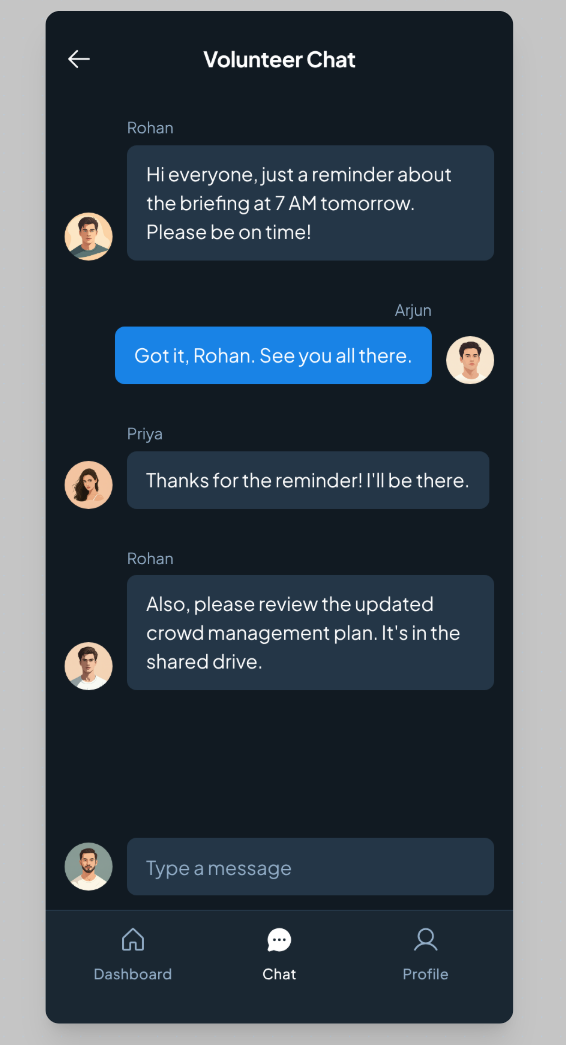 Volunteer Chat
Rohan
Hi everyone, just a reminder about
the briefing at 7 AM tomorrow.
Please be on time!
Arjun
Got it, Rohan. See you all there.
Priya
Thanks for the reminder! I'll be there.
Rohan
Also, please review the updated
crowd management plan. It's in the
shared drive.
Type a message
Dashboard
Chat
Profile